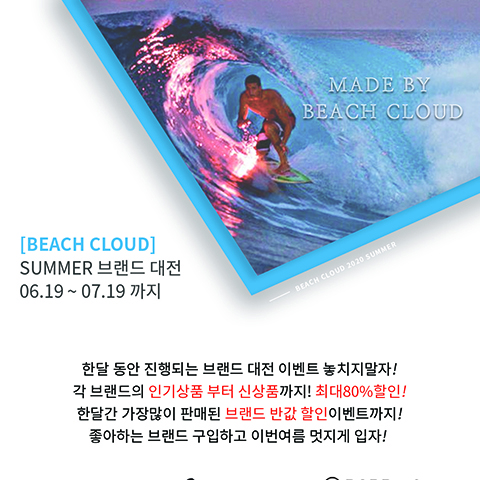 MADE BY
BEACH CLOUD
[BEACH CLOUD]
SUMMER 브랜드 대전
06.19 ~ 07.19 까지
BEACH CLOUD 2020 SUMMER
한달 동안 진행되는 브랜드 대전 이벤트 놓치지말자!
각 브랜드의 인기상품 부터 신상품까지! 최대80%할인!
한달간 가장많이 판매된 브랜드 반값 할인이벤트까지!
좋아하는 브랜드 구입하고 이번여름 멋지게 입자!